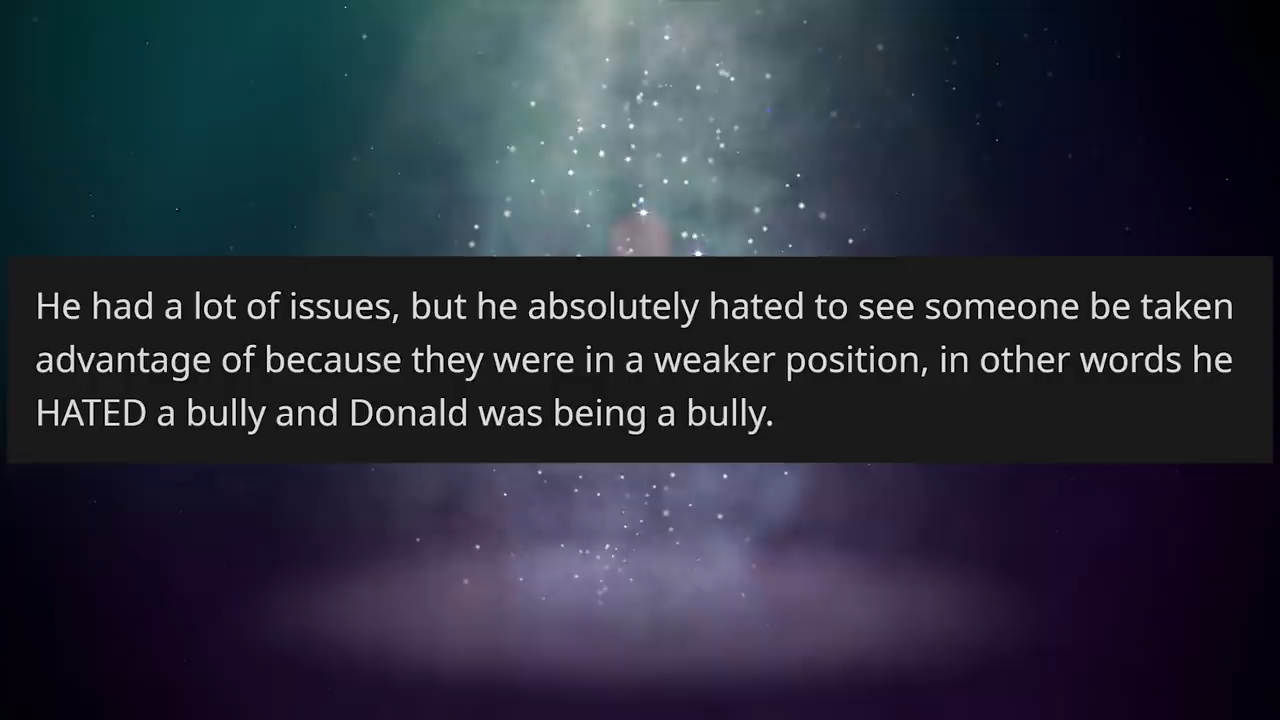 He had a lot of issues, but he absolutely hated to see someone be taken
advantage of because they were in a weaker position, in other words he
HATED a bully and Donald was being a bully.